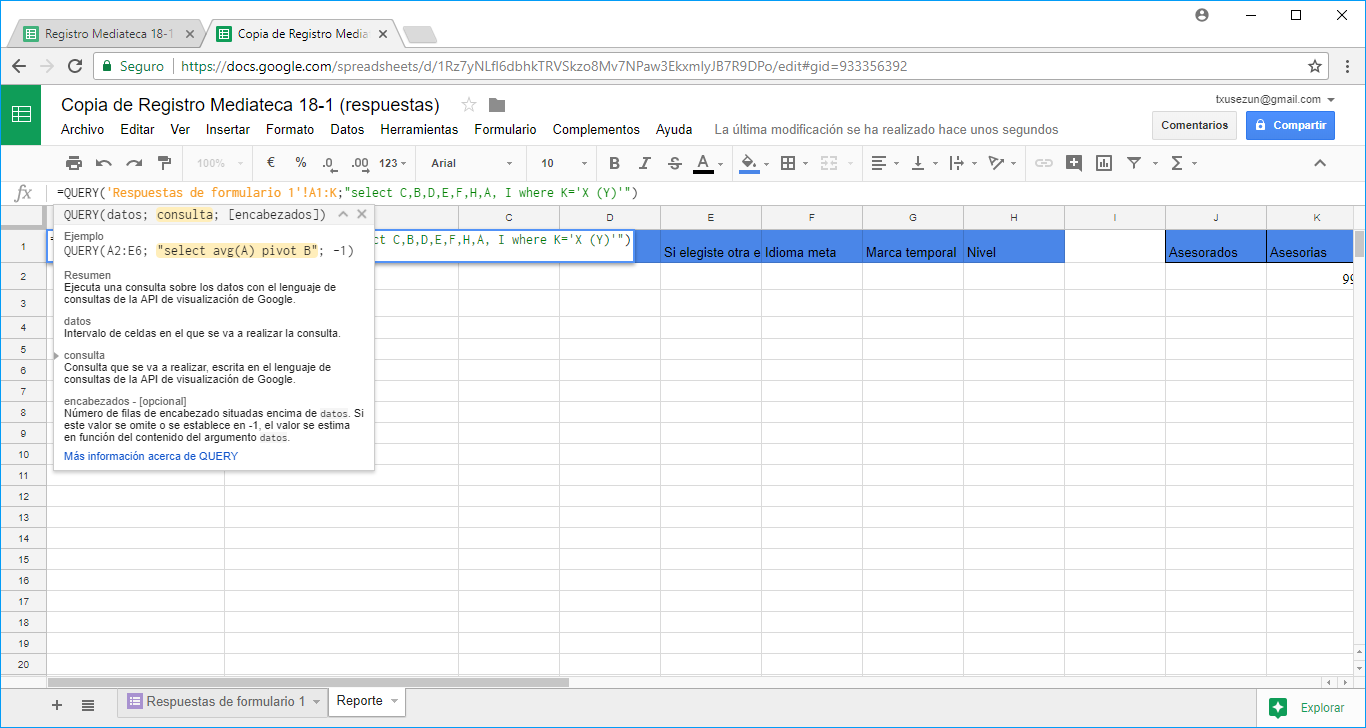 Registro Mediateca 18-1
Copia de Registro Media
Seguro
https://docs.google.com/spreadsheets/d/1Rz7yNLfl6dbhkTRVSkzo8Mv7NPaw3EkxmlyJB7R9DPo/edit#gid=933356392
Copia de Registro Mediateca 18-1 (respuestas)
txusezun@gmail.com
Archivo Editar Ver Insertar Formato Datos Herramientas Formulario Complementos Ayuda La última modificación se ha realizado hace unos segundos
Comentarios
Compartir
100% € % .0 .00 123 Arial 10 B I S A Σ
fx =QUERY('Respuestas de formulario 1'!A1:K;"select C,B,D,E,F,H,A, I where K='X (Y)'")
C D E F G H I J K
QUERY(datos; consulta; [encabezados])
Ejemplo
QUERY(A2:E6; "select avg(A) pivot B"; -1)
Resumen
Ejecuta una consulta sobre los datos con el lenguaje de
consultas de la API de visualización de Google.
datos
Intervalo de celdas en el que se va a realizar la consulta.
consulta
Consulta que se va a realizar, escrita en el lenguaje de
consultas de la API de visualización de Google.
encabezados - [opcional]
Número de filas de encabezado situadas encima de datos. Si
este valor se omite o se establece en -1, el valor se estima
en función del contenido del argumento datos.
Más información acerca de QUERY
1 ct C,B,D,E,F,H,A, I where K='X (Y)'") Si elegiste otra e Idioma meta Marca temporal Nivel Asesorados Asesorias
2 99
3
4
5
6
7
8
9
10
11
12
13
14
15
16
17
18
19
20
Respuestas de formulario 1
Reporte
Explorar